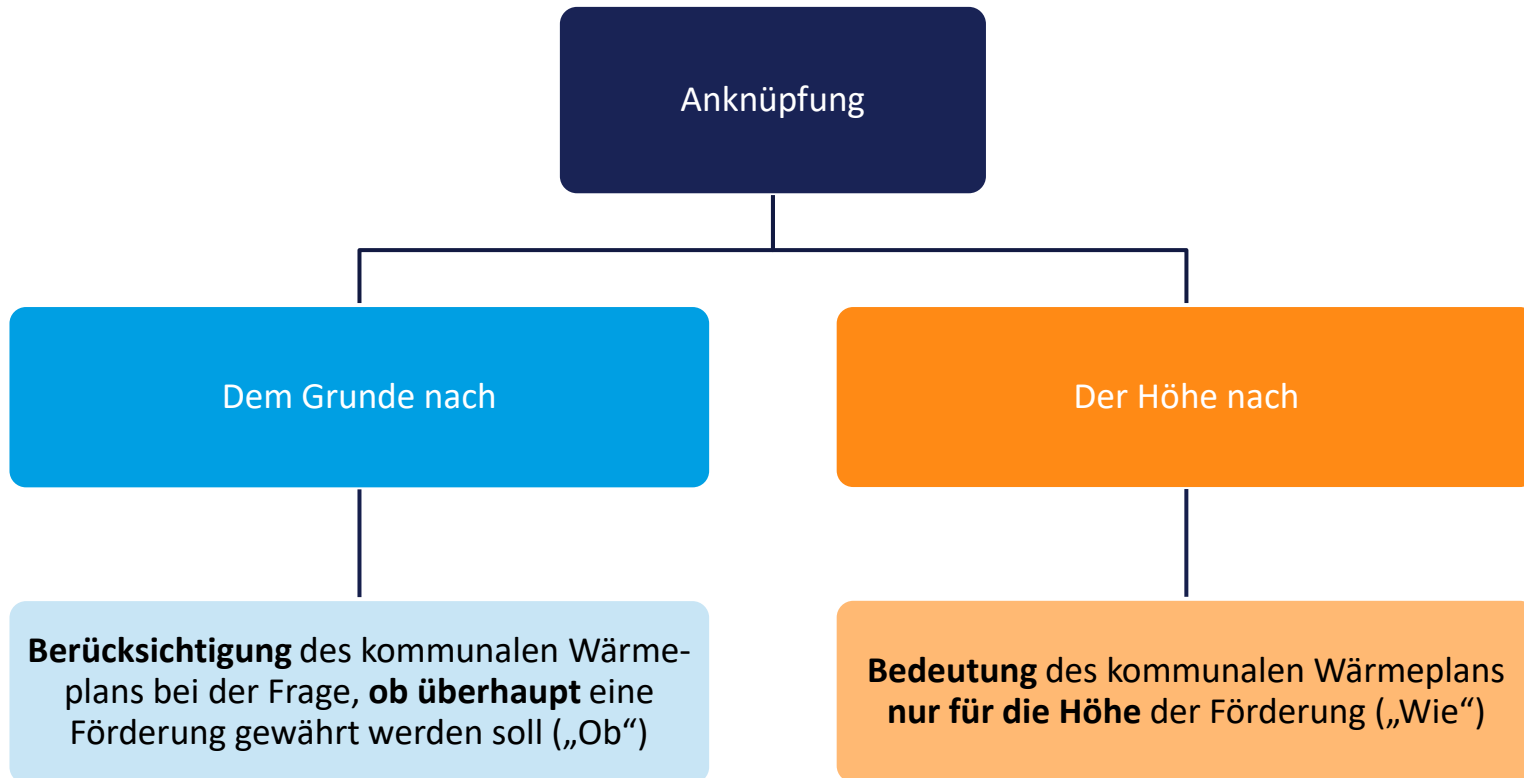 Anknüpfung
Dem Grunde nach
Der Höhe nach
Berücksichtigung des kommunalen Wärme-
plans bei der Frage, ob überhaupt eine
Förderung gewährt werden soll („Ob“)
Bedeutung des kommunalen Wärmeplans
nur für die Höhe der Förderung („Wie“)